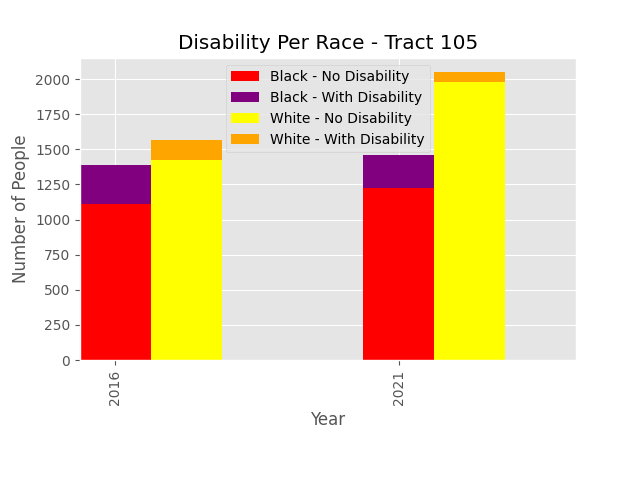 Disability Per Race - Tract 105
Black - No Disability
Black - With Disability
White - No Disability
White - With Disability
Number of People
2000
1750
1500
1250
1000
750
500
250
0
2016
2021
Year